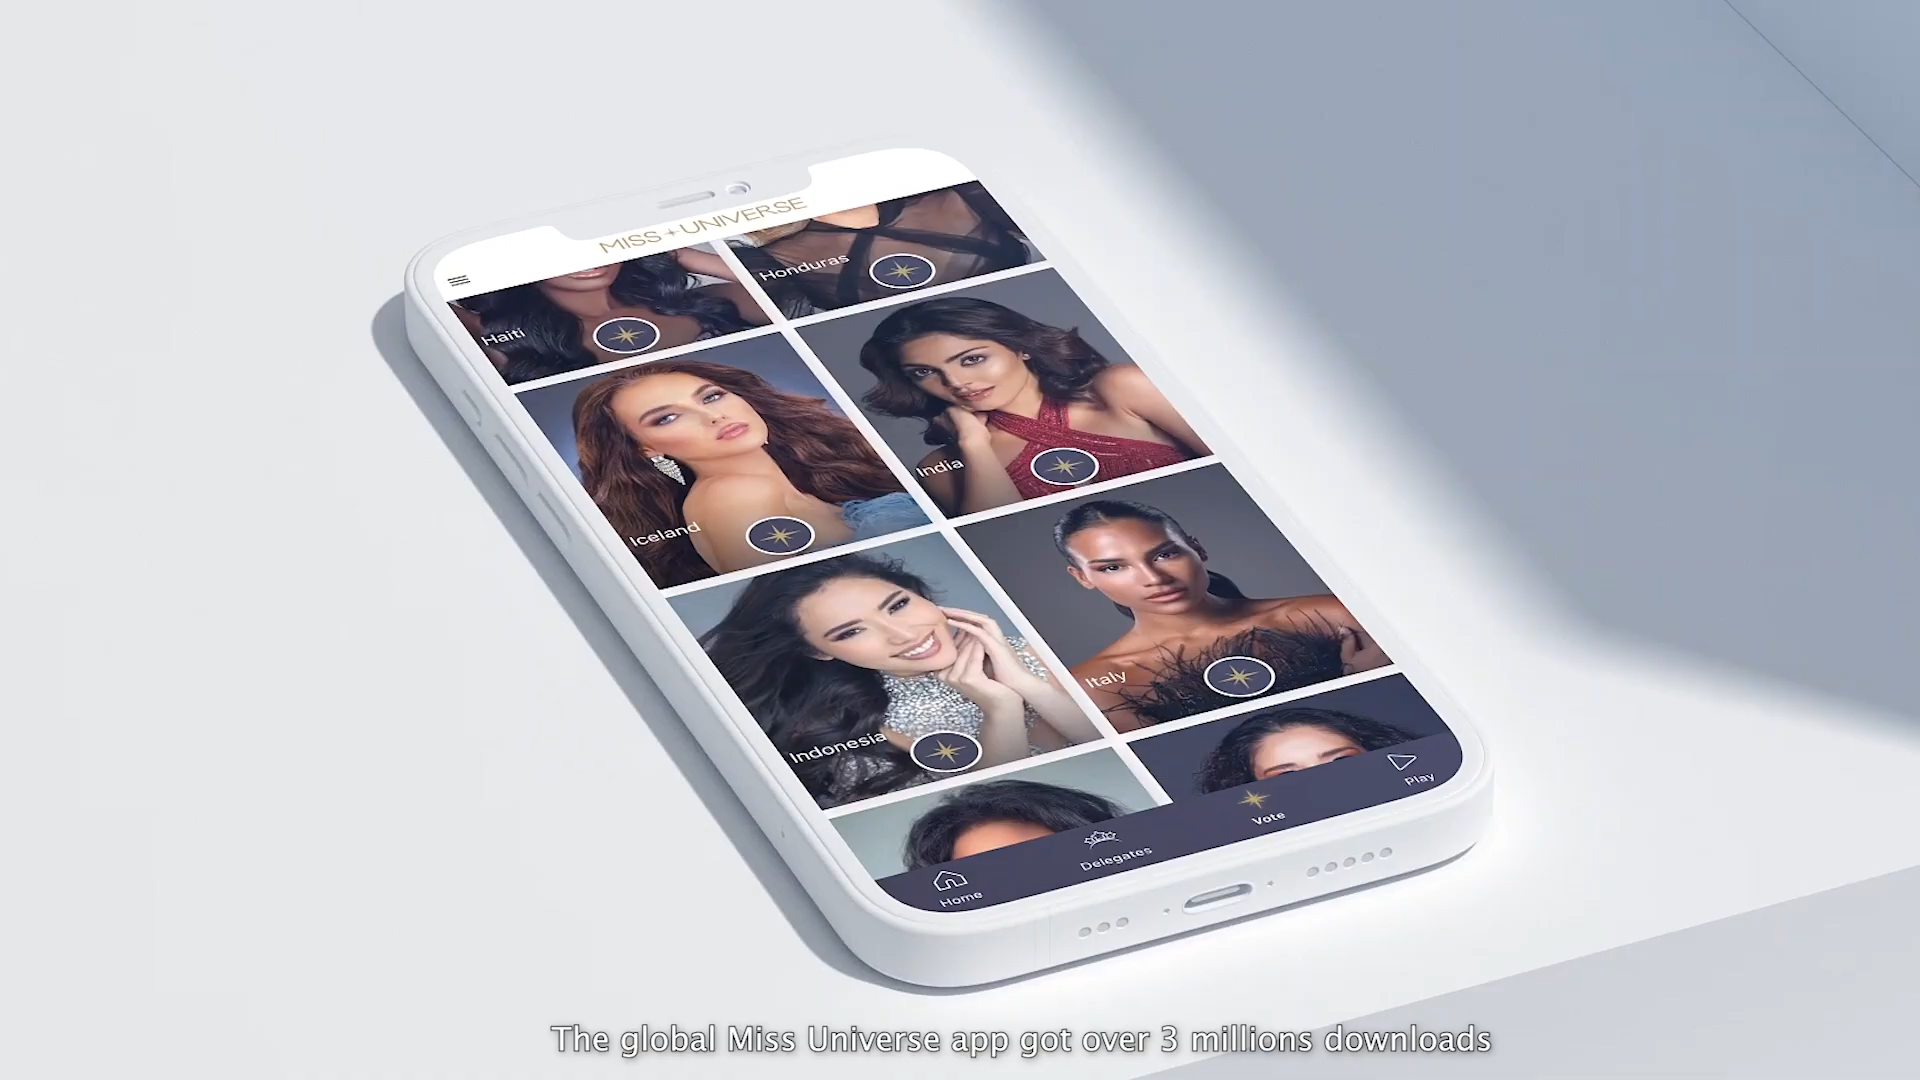 MISS UNIVERSE
Haiti
Honduras
Iceland
India
Indonesia
Italy
Home
Delegates
Vote
Play
The global Miss Universe app got over 3 millions downloads